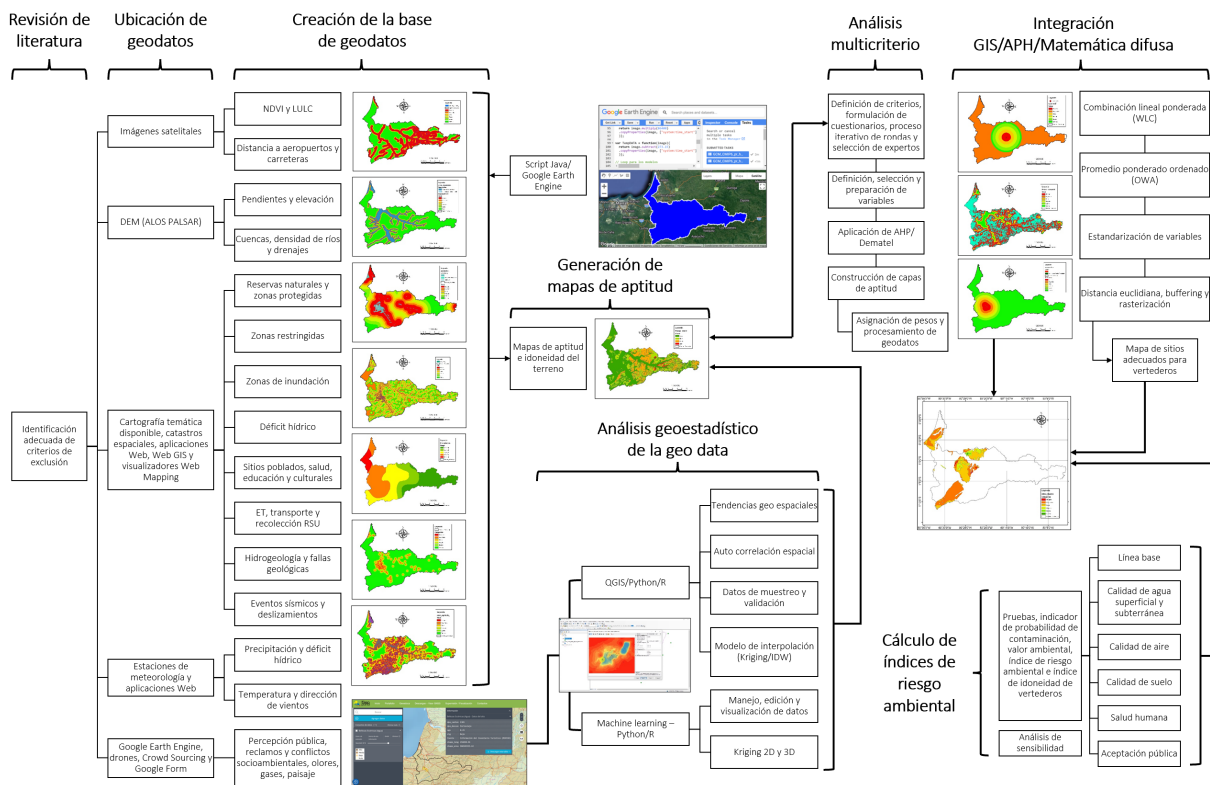 Revisión de
literatura
Ubicación de
geodatos
Creación de la base
de geodatos
Análisis
multicriterio
Integración
GIS/APH/Matemática difusa
Identificación
adecuada de
criterios de
exclusión
Imágenes satelitales
DEM (ALOS PALSAR)
Cartografía temática
disponible, catastros
espaciales, aplicaciones
Web, Web GIS y
visualizadores Web
Mapping
Estaciones de
meteorología y
aplicaciones Web
Google Earth Engine,
drones, Crowd Sourcing y
Google Form
NDVI y LULC
Distancia a aeropuertos y
carreteras
Pendientes y elevación
Cuencas, densidad de ríos
y drenajes
Reservas naturales y
zonas protegidas
Zonas restringidas
Zonas de inundación
Déficit hídrico
Sitios poblados, salud,
educación y culturales
ET, transporte y
recolección RSU
Hidrogeología y fallas
geológicas
Eventos sísmicos y
deslizamientos
Precipitación y déficit
hídrico
Temperatura y dirección
de vientos
Percepción pública,
reclamos y conflictos
socioambientales, olores,
gases, paisaje
Script Java/
Google Earth
Engine
Google Earth Engine
Generación de
mapas de aptitud
Mapas de aptitud
e idoneidad del
terreno
Análisis geoestadístico
de la geo data
QGIS/Python/R
Machine learning –
Python/R
Tendencias geo espaciales
Auto correlación espacial
Datos de muestreo y
validación
Modelo de interpolación
(Kriging/IDW)
Manejo, edición y
visualización de datos
Kriging 2D y 3D
Definición de criterios,
formulación de
cuestionarios, proceso
iterativo de rondas y
selección de expertos
Definición, selección y
preparación de
variables
Aplicación de AHP/
Dematel
Construcción de capas
de aptitud
Asignación de pesos y
procesamiento de
geodatos
Combinación lineal ponderada
(WLC)
Promedio ponderado ordenado
(OWA)
Estandarización de variables
Distancia euclidiana, buffering y
rasterización
Mapa de sitios
adecuados para
vertederos
Cálculo de
índices de
riesgo
ambiental
Pruebas, indicador
de probabilidad de
contaminación,
valor ambiental,
índice de riesgo
ambiental e índice
de idoneidad de
vertederos
Análisis de
sensibilidad
Línea base
Calidad de agua
superficial y
subterránea
Calidad de aire
Calidad de suelo
Salud humana
Aceptación pública